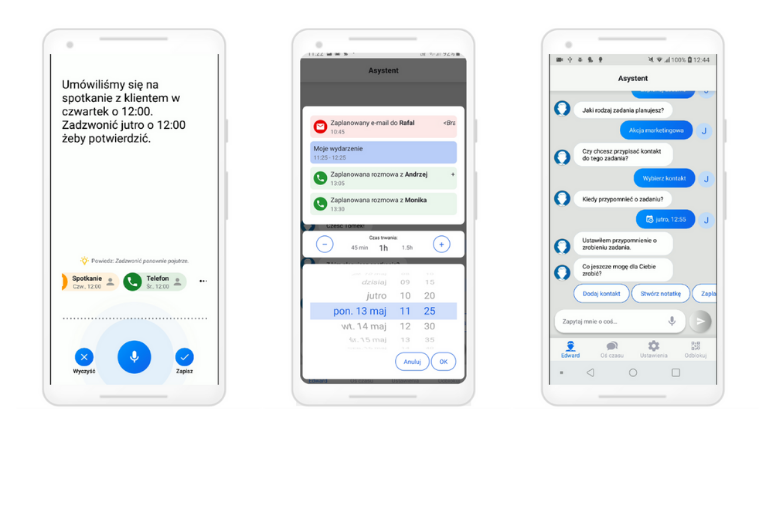 Umówiliśmy się na
spotkanie z klientem w
czwartek o 12:00.
Zadzwonić jutro o 12:00
żeby potwierdzić.
Powiedz: Zadzwonić ponownie pojutrze.
Spotkanie
Czw., 12:00
Telefon
Śr., 12:00
Wyczyść
Zapisz
Asystent
Zaplanowany e-mail do Rafał
10:45
Moje wydarzenie
11:25 - 12:25
Zaplanowana rozmowa z Andrzej
12:05
Zaplanowana rozmowa z Monika
13:30
Czas trwania:
45 min 1h 1.5h
dzisiaj 09 15
jutro 10 20
pon. 13 maj 11 25
wt. 14 maj 12 30
śr. 15 maj 13 35
Anuluj
OK
100% 12:44
Asystent
Jaki rodzaj zadania planujesz?
Akcja marketingowa
J
Czy chcesz przypisać kontakt
do tego zadania?
Wybierz kontakt
J
Kiedy przypomnieć o zadaniu?
jutro, 12:55
J
Ustawiłem przypomnienie o
zrobieniu zadania.
Co jeszcze mogę dla Ciebie
zrobić?
Dodaj kontakt
Stwórz notatkę
Zapla
Zapytaj mnie o coś...
Edward
Oś czasu
Ustawienia